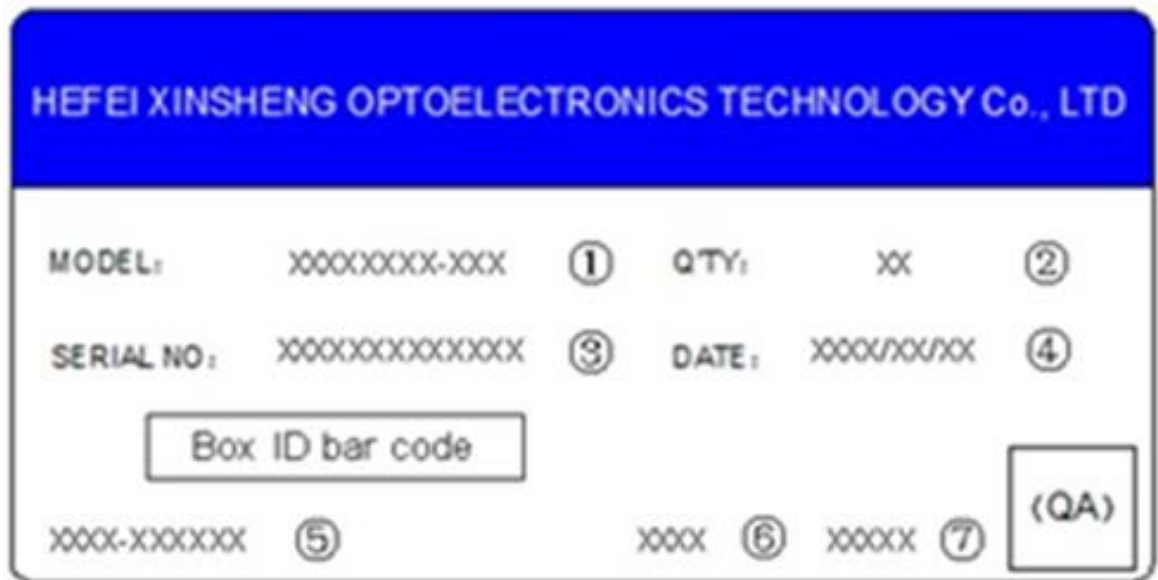 HEFEI XINSHENG OPTOELECTRONICS TECHNOLOGY Co., LTD
MODEL: XXXXXXXX-XXX ① Q'TY: XX ②
SERIAL NO: XXXXXXXXXXXXX ③ DATE: XXXX/XX/XX ④
Box ID bar code
(QA)
XXXX-XXXXXX ⑤ XXXX ⑥ XXXXX ⑦